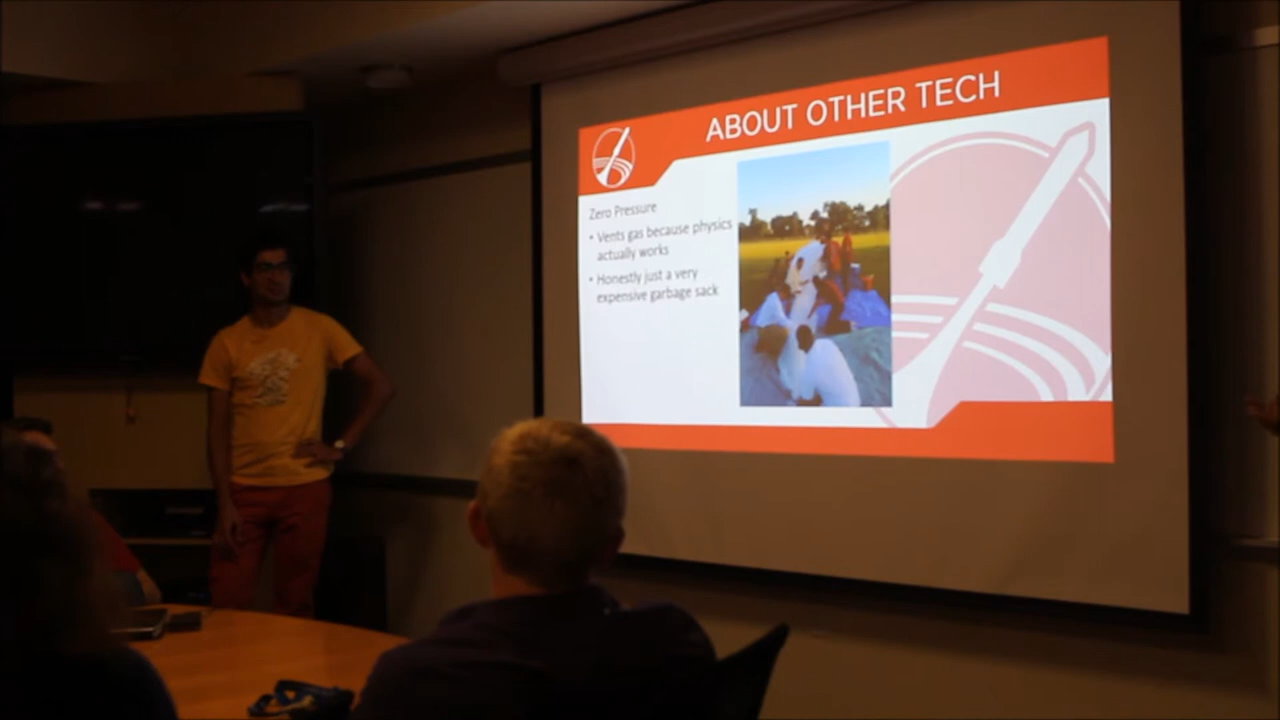 ABOUT OTHER TECH
Zero Pressure
• Vents gas because physics
actually works
• Honestly just a very
expensive garbage sack